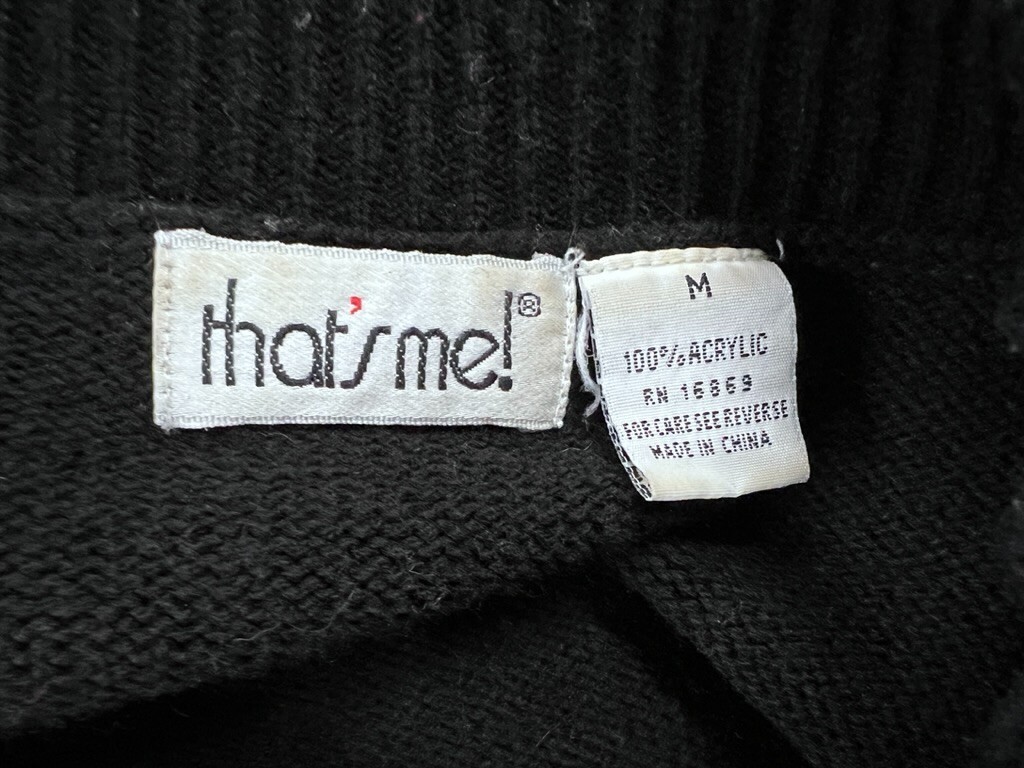 that's me!®
M
100% ACRYLIC
RN 16869
FOR CARE SEE REVERSE
MADE IN CHINA